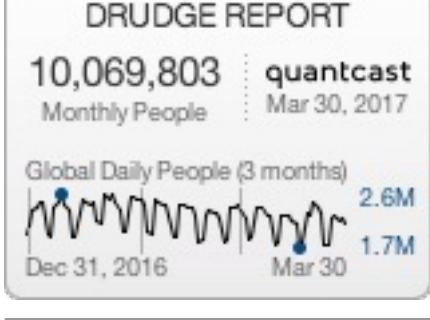 DRUDGE REPORT
10,069,803
Monthly People
quantcast
Mar 30, 2017
Global Daily People (3 months)
2.6M
1.7M
Dec 31, 2016
Mar 30